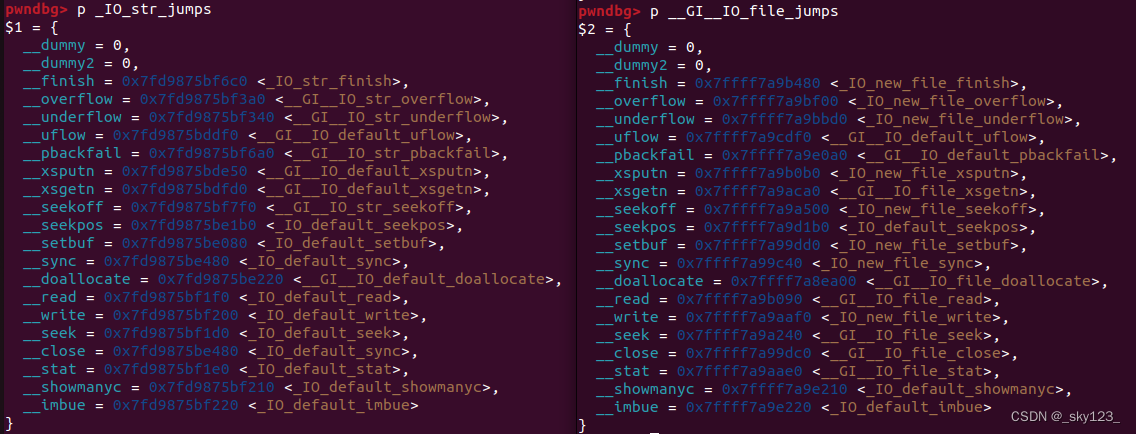 pwndbg> p _IO_str_jumps
$1 = {
  __dummy = 0,
  __dummy2 = 0,
  __finish = 0x7fd9875bf6c0 <_IO_str_finish>,
  __overflow = 0x7fd9875bf3a0 <__GI__IO_str_overflow>,
  __underflow = 0x7fd9875bf340 <__GI__IO_str_underflow>,
  __uflow = 0x7fd9875bddf0 <__GI__IO_default_uflow>,
  __pbackfail = 0x7fd9875bf6a0 <__GI__IO_str_pbackfail>,
  __xsputn = 0x7fd9875bde50 <__GI__IO_default_xsputn>,
  __xsgetn = 0x7fd9875bdfd0 <__GI__IO_default_xsgetn>,
  __seekoff = 0x7fd9875bf7f0 <__GI__IO_str_seekoff>,
  __seekpos = 0x7fd9875be1b0 <_IO_default_seekpos>,
  __setbuf = 0x7fd9875be080 <_IO_default_setbuf>,
  __sync = 0x7fd9875be480 <_IO_default_sync>,
  __doallocate = 0x7fd9875be220 <__GI__IO_default_doallocate>,
  __read = 0x7fd9875bf1f0 <_IO_default_read>,
  __write = 0x7fd9875bf200 <_IO_default_write>,
  __seek = 0x7fd9875bf1d0 <_IO_default_seek>,
  __close = 0x7fd9875be480 <_IO_default_sync>,
  __stat = 0x7fd9875bf1e0 <_IO_default_stat>,
  __showmanyc = 0x7fd9875bf210 <_IO_default_showmanyc>,
  __imbue = 0x7fd9875bf220 <_IO_default_imbue>
}
pwndbg> p __GI__IO_file_jumps
$2 = {
  __dummy = 0,
  __dummy2 = 0,
  __finish = 0x7ffff7a9b480 <_IO_new_file_finish>,
  __overflow = 0x7ffff7a9bf00 <_IO_new_file_overflow>,
  __underflow = 0x7ffff7a9bbd0 <_IO_new_file_underflow>,
  __uflow = 0x7ffff7a9cdf0 <__GI__IO_default_uflow>,
  __pbackfail = 0x7ffff7a9e0a0 <__GI__IO_default_pbackfail>,
  __xsputn = 0x7ffff7a9b0b0 <_IO_new_file_xsputn>,
  __xsgetn = 0x7ffff7a9aca0 <__GI__IO_file_xsgetn>,
  __seekoff = 0x7ffff7a9a500 <_IO_new_file_seekoff>,
  __seekpos = 0x7ffff7a9d1b0 <_IO_default_seekpos>,
  __setbuf = 0x7ffff7a99dd0 <_IO_new_file_setbuf>,
  __sync = 0x7ffff7a99c40 <_IO_new_file_sync>,
  __doallocate = 0x7ffff7a8ea00 <__GI__IO_file_doallocate>,
  __read = 0x7ffff7a9b090 <__GI__IO_file_read>,
  __write = 0x7ffff7a9aaf0 <_IO_new_file_write>,
  __seek = 0x7ffff7a9a240 <__GI__IO_file_seek>,
  __close = 0x7ffff7a99dc0 <__GI__IO_file_close>,
  __stat = 0x7ffff7a9aae0 <__GI__IO_file_stat>,
  __showmanyc = 0x7ffff7a9e210 <_IO_default_showmanyc>,
  __imbue = 0x7ffff7a9e220 <_IO_default_imbue>
}
CSDN @_sky123_